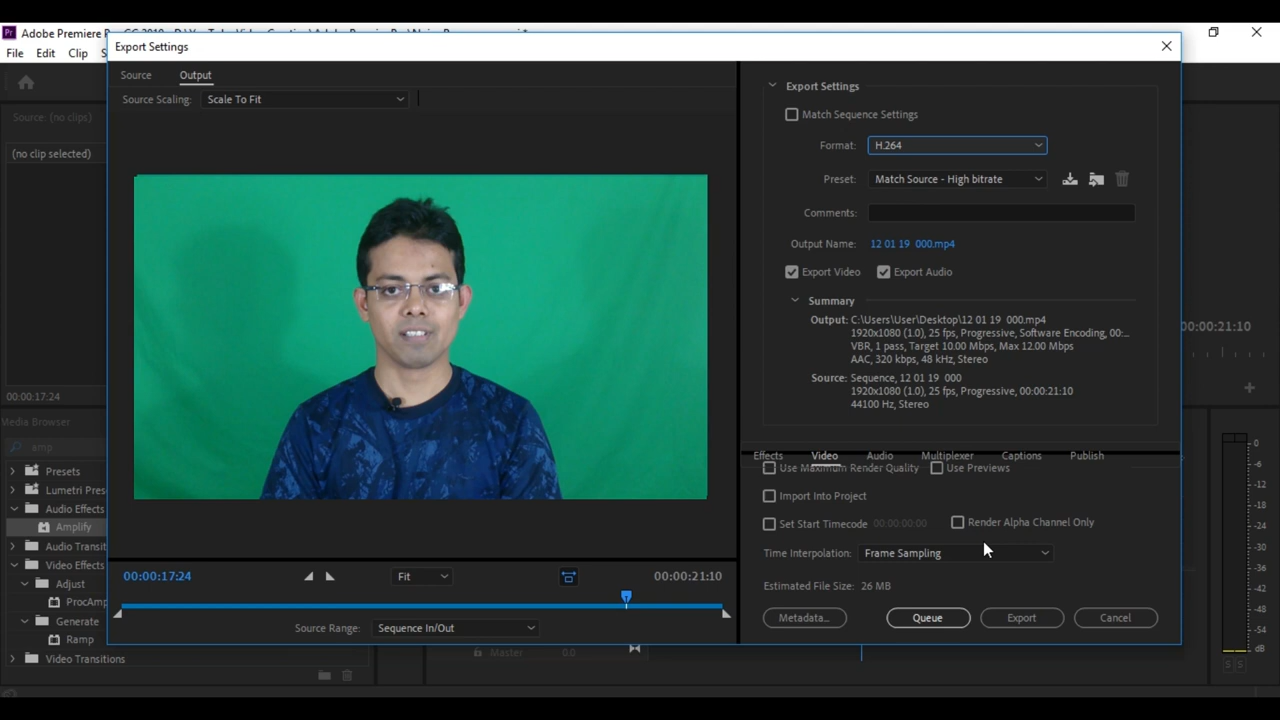 Pr Adobe Premiere P
Export Settings
File Edit Clip S
Source Output
Source Scaling: Scale To Fit
Export Settings
Match Sequence Settings
Source: (no clips)
Format: H.264
(no clip selected)
Preset: Match Source - High bitrate
Comments:
Output Name: 12 01 19 000.mp4
Export Video Export Audio
Summary
Output: C:\Users\User\Desktop\12 01 19 000.mp4
1920x1080 (1.0), 25 fps, Progressive, Software Encoding, 00:...
00:00:21:10
VBR, 1 pass, Target 10.00 Mbps, Max 12.00 Mbps
AAC, 320 kbps, 48 kHz, Stereo
Source: Sequence, 12 01 19 000
1920x1080 (1.0), 25 fps, Progressive, 00:00:21:10
44100 Hz, Stereo
00:00:17:24
Media Browser
amp
Effects Video Audio Multiplexer Captions Publish
Use Maximum Render Quality Use Previews
Presets
Lumetri Pres
Import Into Project
Audio Effects
Amplify
Set Start Timecode 00:00:00:00 Render Alpha Channel Only
Audio Transit
Time Interpolation: Frame Sampling
Video Effects
00:00:17:24 Fit 00:00:21:10
Adjust
Estimated File Size: 26 MB
ProcAmp
Generate
Metadata... Queue Export Cancel
Source Range: Sequence In/Out
Ramp
Master 0.0
Video Transitions
0
-6
-12
-18
-24
-30
-36
-42
-48
-54
dB
S S